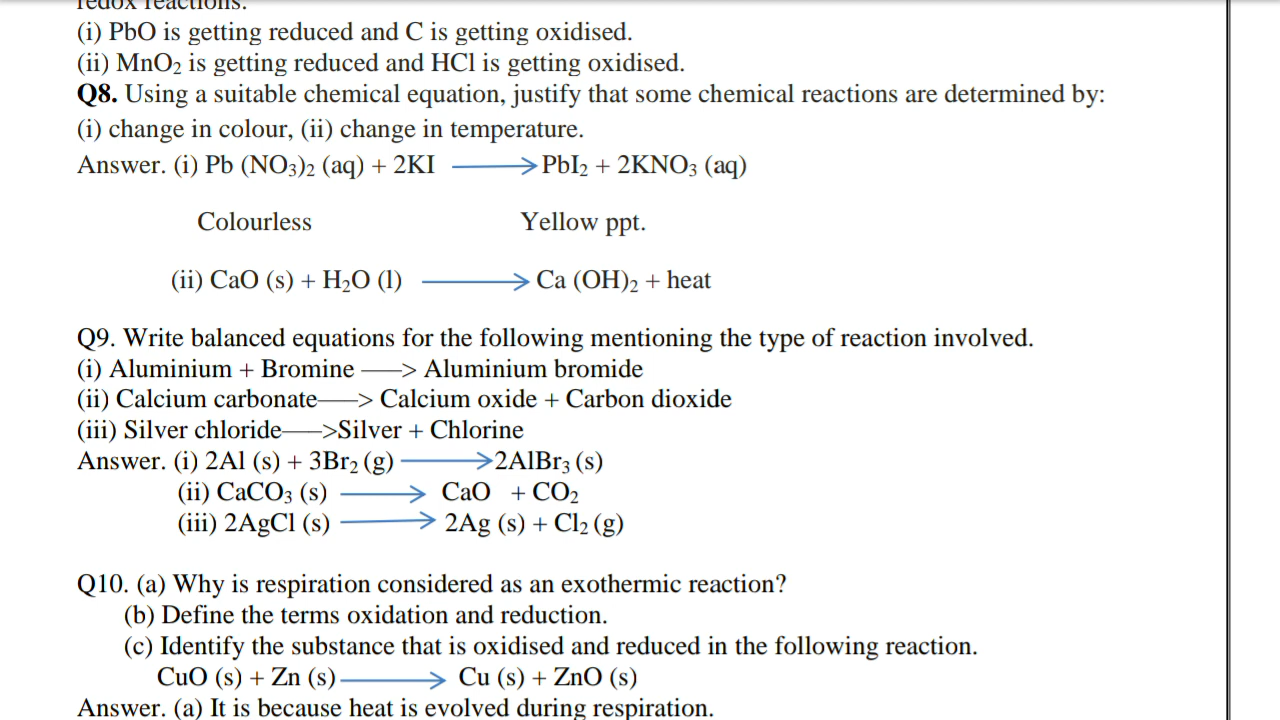 redox reactions.
(i) PbO is getting reduced and C is getting oxidised.
(ii) MnO₂ is getting reduced and HCl is getting oxidised.
Q8. Using a suitable chemical equation, justify that some chemical reactions are determined by:
(i) change in colour, (ii) change in temperature.
Answer. (i) Pb (NO₃)₂ (aq) + 2KI ⟶ PbI₂ + 2KNO₃ (aq)
Colourless Yellow ppt.
(ii) CaO (s) + H₂O (l) ⟶ Ca (OH)₂ + heat
Q9. Write balanced equations for the following mentioning the type of reaction involved.
(i) Aluminium + Bromine ——> Aluminium bromide
(ii) Calcium carbonate——> Calcium oxide + Carbon dioxide
(iii) Silver chloride——>Silver + Chlorine
Answer. (i) 2Al (s) + 3Br₂ (g) ⟶ 2AlBr₃ (s)
(ii) CaCO₃ (s) ⟶ CaO + CO₂
(iii) 2AgCl (s) ⟶ 2Ag (s) + Cl₂ (g)
Q10. (a) Why is respiration considered as an exothermic reaction?
(b) Define the terms oxidation and reduction.
(c) Identify the substance that is oxidised and reduced in the following reaction.
CuO (s) + Zn (s) ⟶ Cu (s) + ZnO (s)
Answer. (a) It is because heat is evolved during respiration.